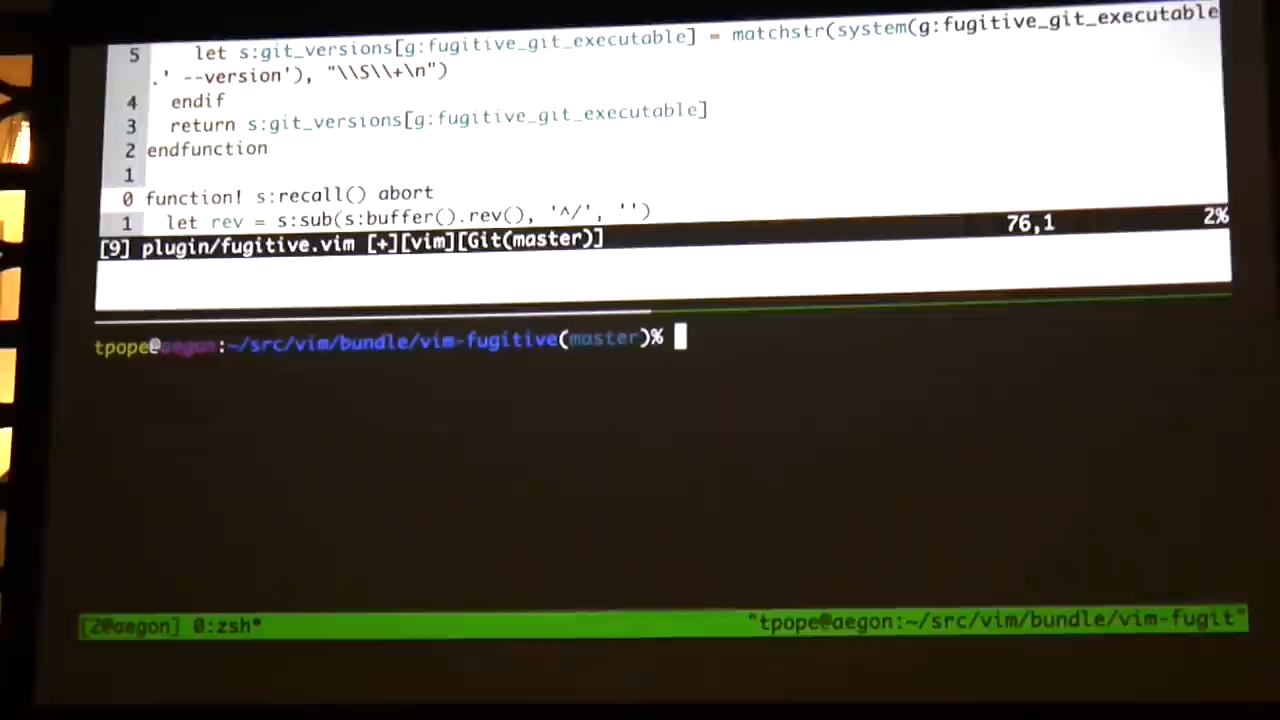 5 let s:git_versions[g:fugitive_git_executable] = matchstr(system(g:fugitive_git_executable
.' --version'), "\\S\\+\n")
4 endif
3 return s:git_versions[g:fugitive_git_executable]
2 endfunction
1
0 function! s:recall() abort
1 let rev = s:sub(s:buffer().rev(), '^/', '')
[9] plugin/fugitive.vim [+][vim][Git(master)] 76,1 2%
tpope@aegon:~/src/vim/bundle/vim-fugitive(master)%
[2@aegon] 0:zsh* "tpope@aegon:~/src/vim/bundle/vim-fugit"